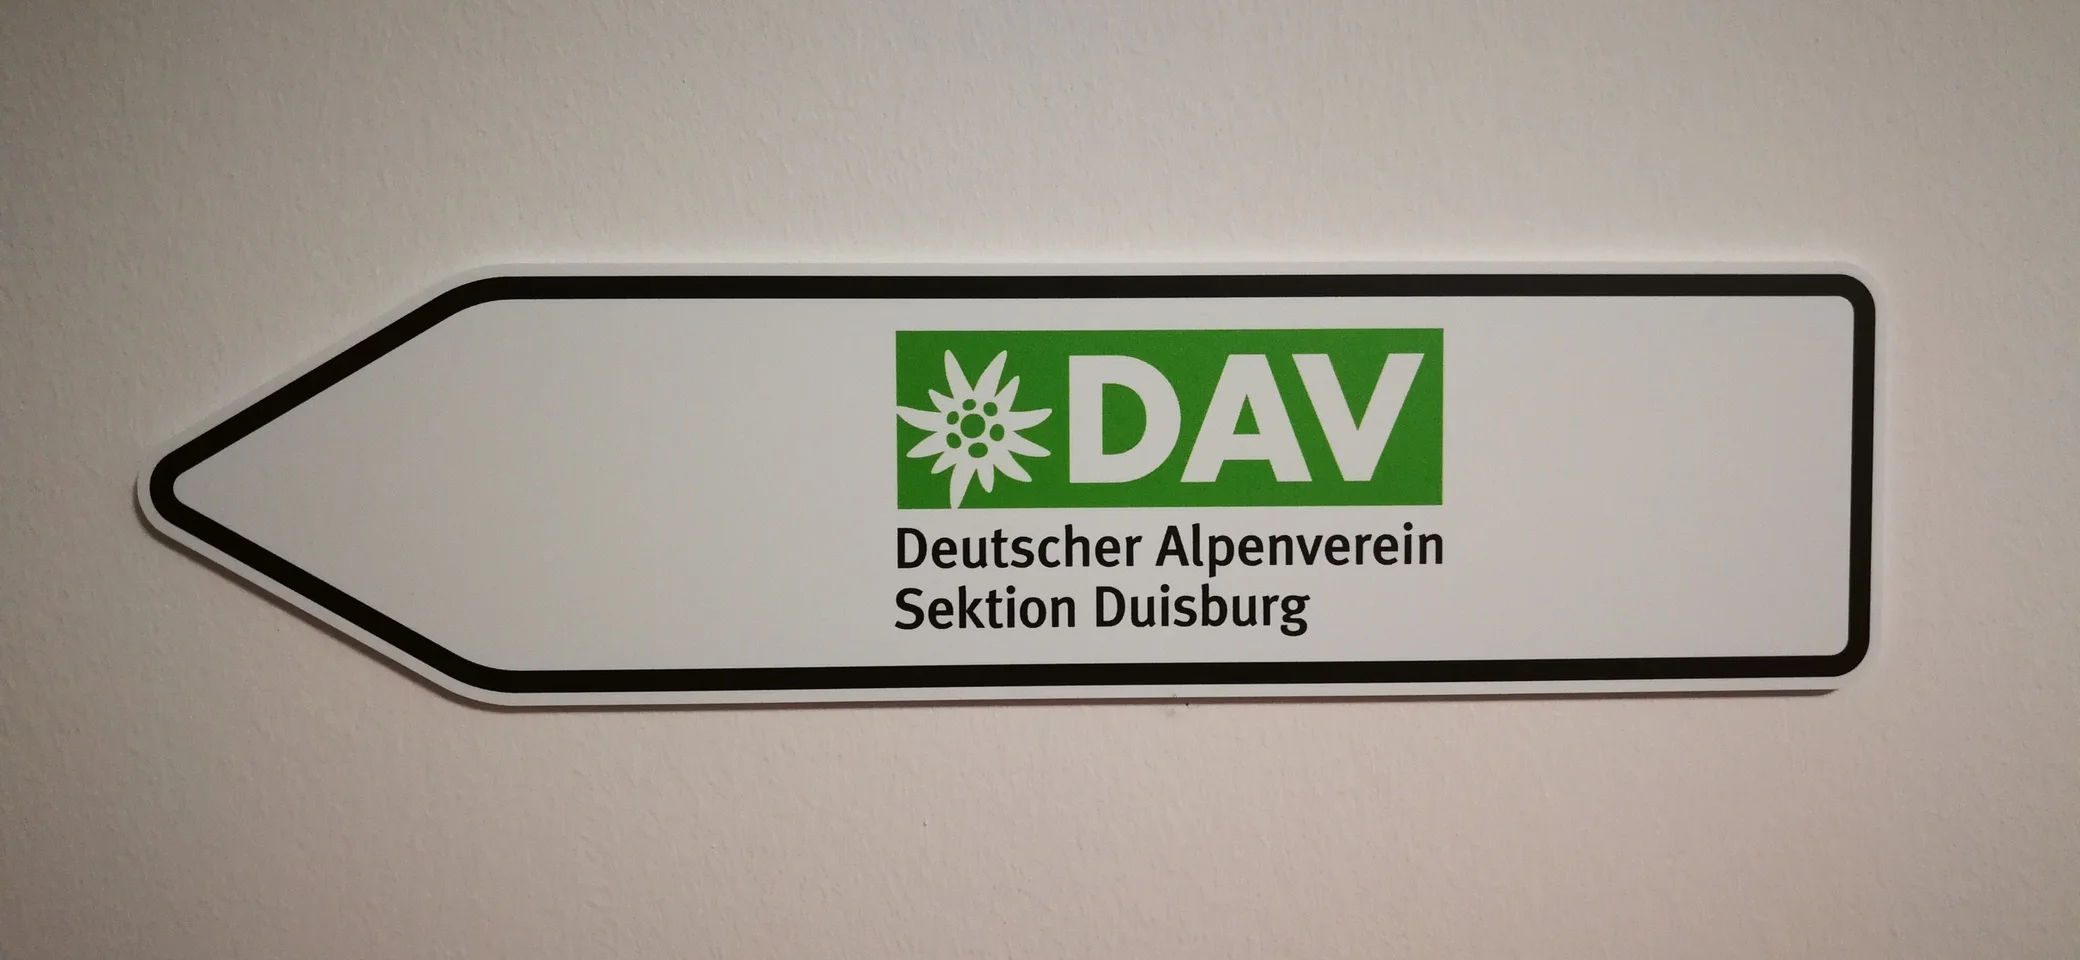 DAV
Deutscher Alpenverein
Sektion Duisburg